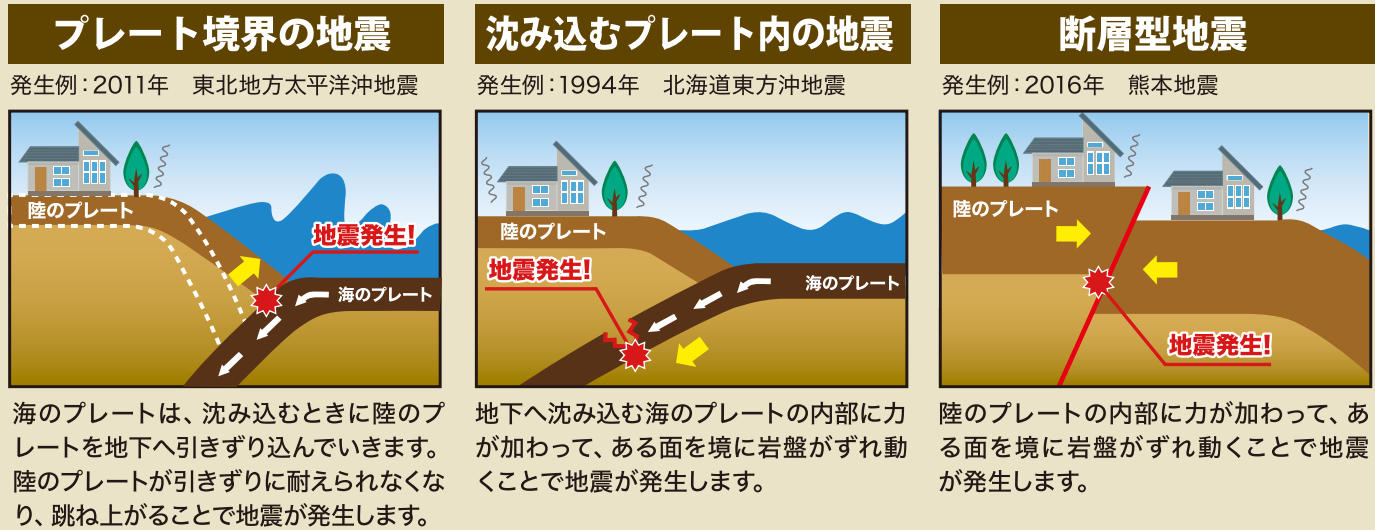 プレート境界の地震
発生例：2011年　東北地方太平洋沖地震
陸のプレート
地震発生!
海のプレート
海のプレートは、沈み込むときに陸のプ
レートを地下へ引きずり込んでいきます。
陸のプレートが引きずりに耐えられなくな
り、跳ね上がることで地震が発生します。
沈み込むプレート内の地震
発生例：1994年　北海道東方沖地震
陸のプレート
地震発生!
海のプレート
地下へ沈み込む海のプレートの内部に力
が加わって、ある面を境に岩盤がずれ動
くことで地震が発生します。
断層型地震
発生例：2016年　熊本地震
陸のプレート
地震発生!
陸のプレートの内部に力が加わって、あ
る面を境に岩盤がずれ動くことで地震
が発生します。